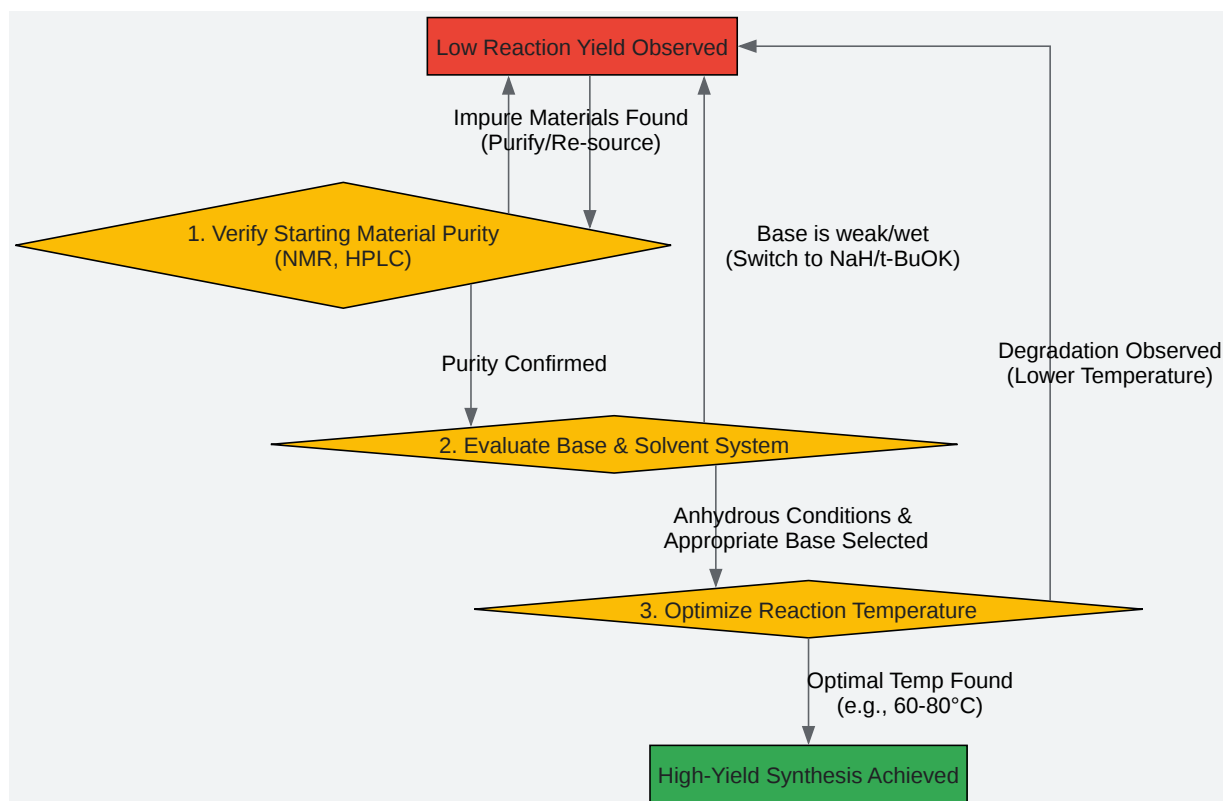 Low Reaction Yield Observed
Impure Materials Found
(Purify/Re-source)
1. Verify Starting Material Purity
(NMR, HPLC)
Base is weak/wet
(Switch to NaH/t-BuOK)
Purity Confirmed
Degradation Observed
(Lower Temperature)
2. Evaluate Base & Solvent System
Anhydrous Conditions &
Appropriate Base Selected
3. Optimize Reaction Temperature
Optimal Temp Found
(e.g., 60-80°C)
High-Yield Synthesis Achieved